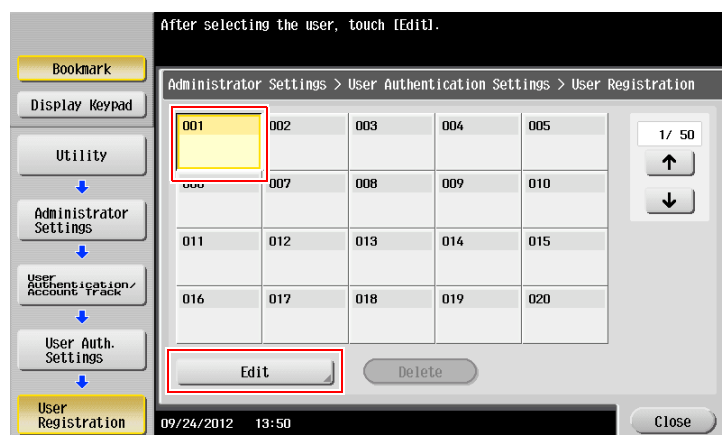 After selecting the user, touch [Edit].
Bookmark
Display Keypad
Utility
Administrator
Settings
User
Authentication/
Account Track
User Auth.
Settings
User
Registration
Administrator Settings > User Authentication Settings > User Registration
001 002 003 004 005
006 007 008 009 010
011 012 013 014 015
016 017 018 019 020
1/ 50
↑
↓
Edit Delete
09/24/2012 13:50
Close